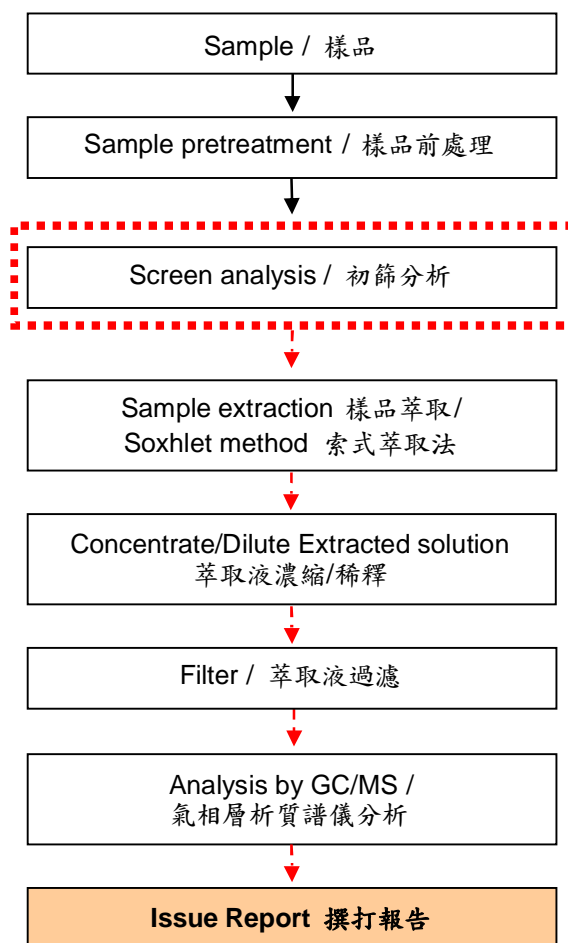 Sample / 樣品
Sample pretreatment / 樣品前處理
Screen analysis / 初篩分析
Sample extraction 樣品萃取/
Soxhlet method 索式萃取法
Concentrate/Dilute Extracted solution
萃取液濃縮/稀釋
Filter / 萃取液過濾
Analysis by GC/MS /
氣相層析質譜儀分析
Issue Report 撰打報告